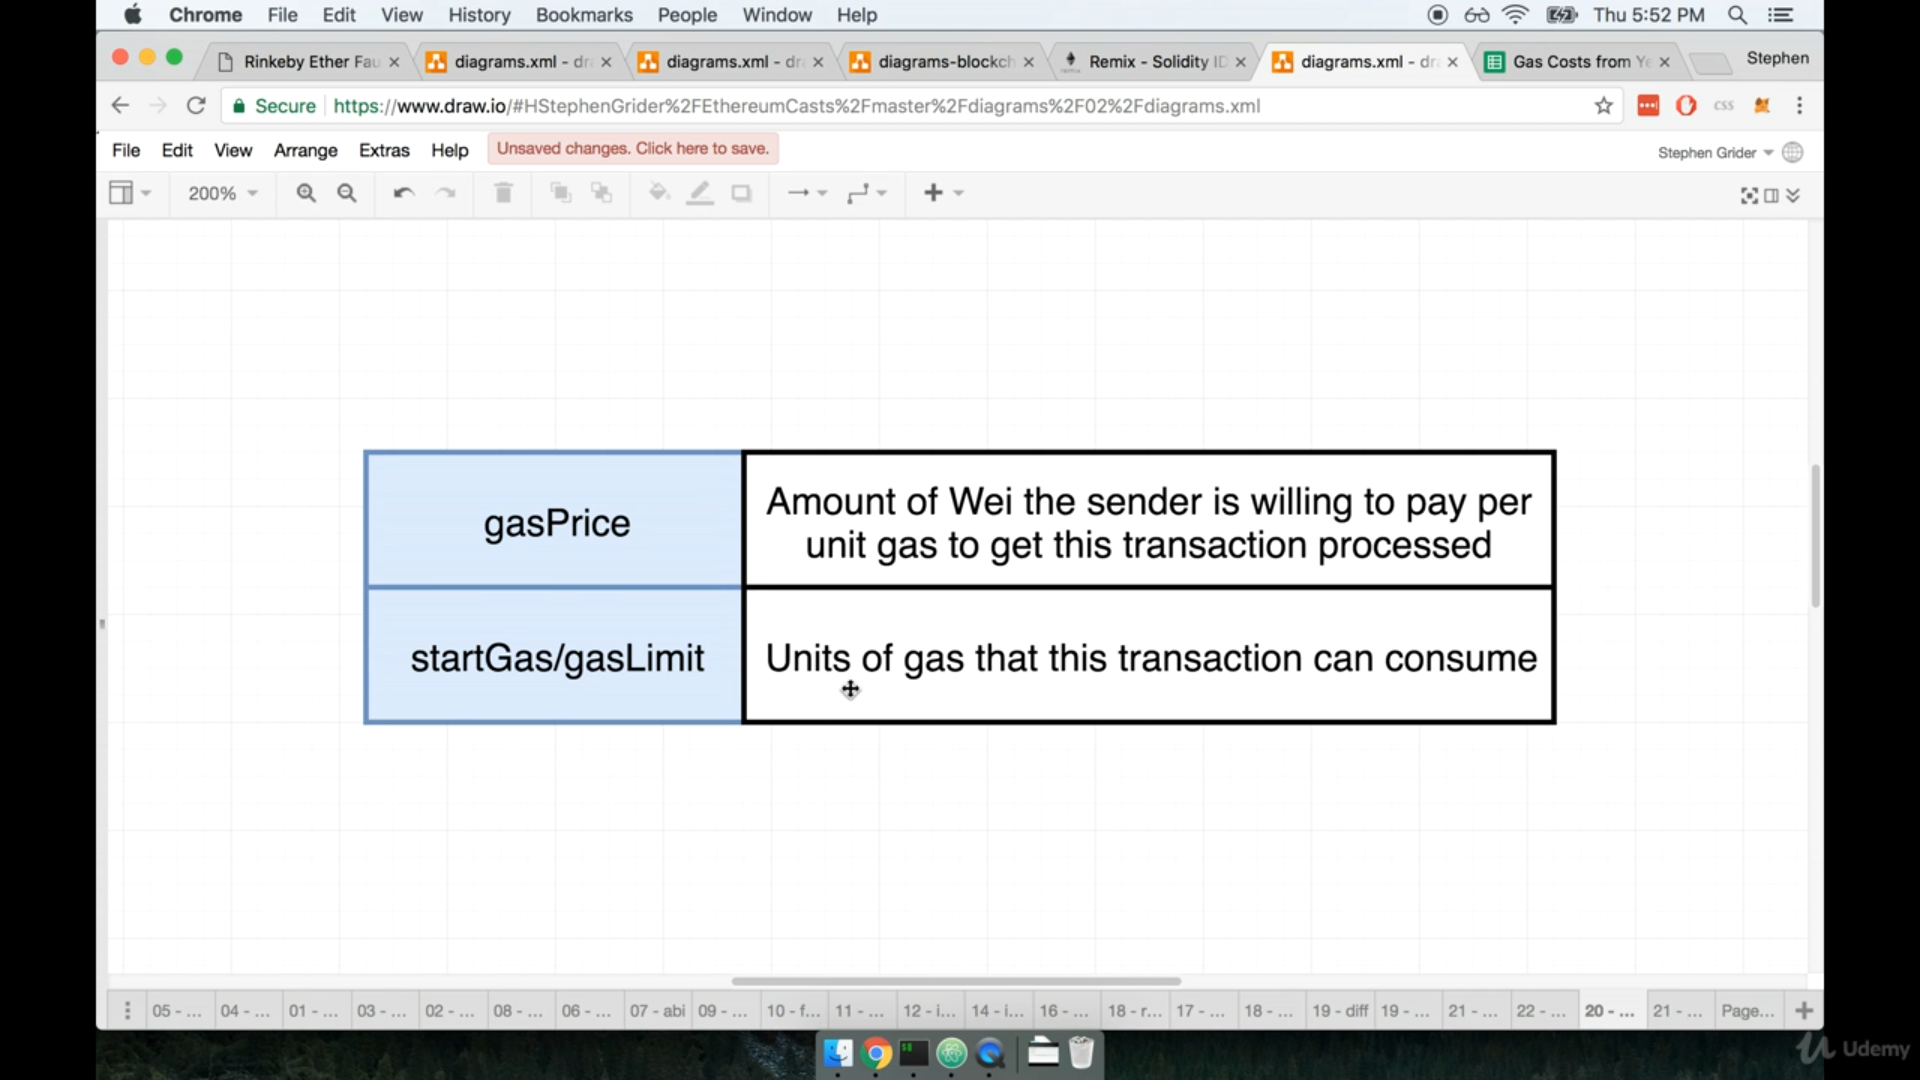 Chrome File Edit View History Bookmarks People Window Help Thu 5:52 PM
Rinkeby Ether Fau diagrams.xml - dr diagrams.xml - dr diagrams-blockch Remix - Solidity ID diagrams.xml - dr Gas Costs from Ye Stephen
Secure https://www.draw.io/#HStephenGrider%2FEthereumCasts%2Fmaster%2Fdiagrams%2F02%2Fdiagrams.xml CSS
File Edit View Arrange Extras Help Unsaved changes. Click here to save. Stephen Grider
200%
gasPrice
Amount of Wei the sender is willing to pay per
unit gas to get this transaction processed
startGas/gasLimit
Units of gas that this transaction can consume
05 - ... 04 - ... 01 - ... 03 - ... 02 - ... 08 - ... 06 - ... 07 - abi 09 - ... 10 - f... 11 - ... 12 - i... 14 - i... 16 - ... 18 - r... 17 - ... 18 - ... 19 - diff 19 - ... 21 - ... 22 - ... 20 - ... 21 - ... Page...
Udemy